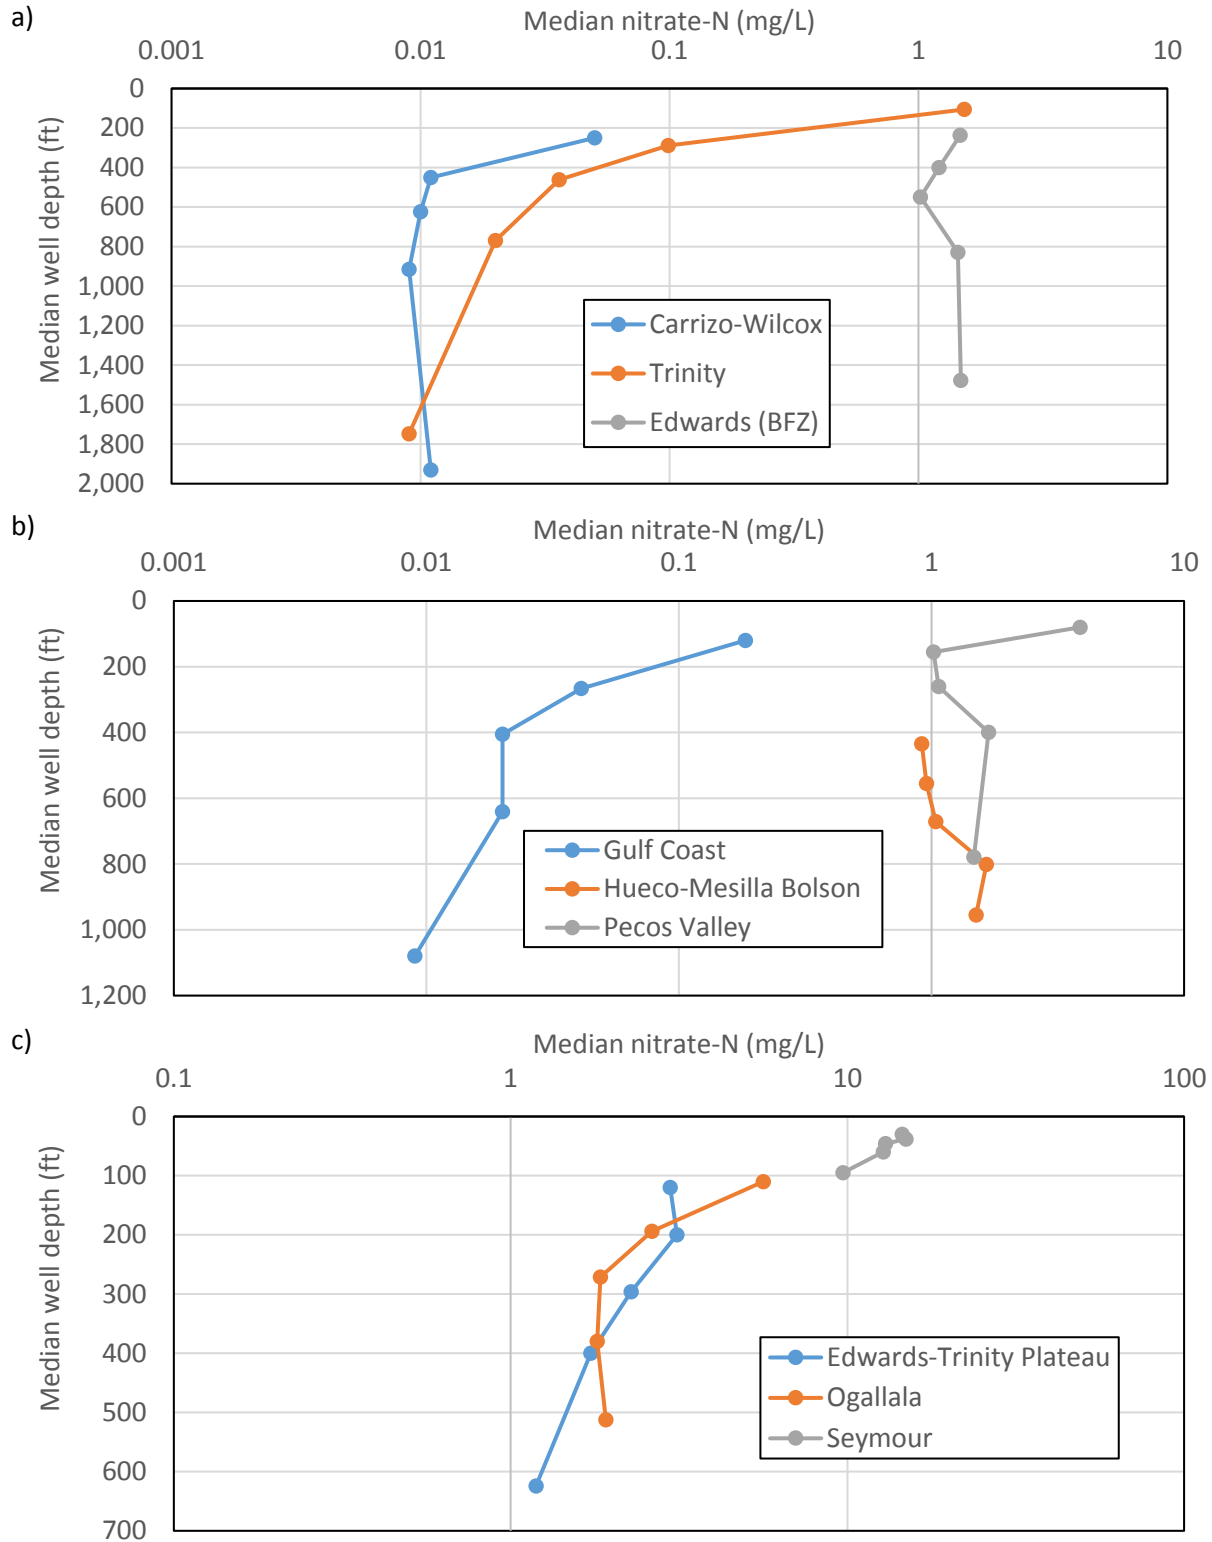 a)
Median nitrate-N (mg/L)
0.001 0.01 0.1 1 10
Median well depth (ft)
0
200
400
600
800
1,000
1,200
1,400
1,600
1,800
2,000
Carrizo-Wilcox
Trinity
Edwards (BFZ)
b)
Median nitrate-N (mg/L)
0.001 0.01 0.1 1 10
Median well depth (ft)
0
200
400
600
800
1,000
1,200
Gulf Coast
Hueco-Mesilla Bolson
Pecos Valley
c)
Median nitrate-N (mg/L)
0.1 1 10 100
Median well depth (ft)
0
100
200
300
400
500
600
700
Edwards-Trinity Plateau
Ogallala
Seymour